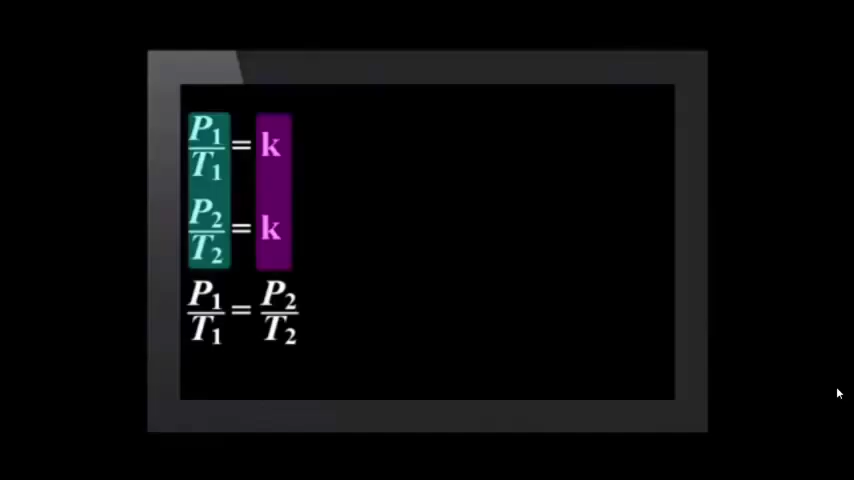 P₁/T₁ = k
P₂/T₂ = k
P₁/T₁ = P₂/T₂